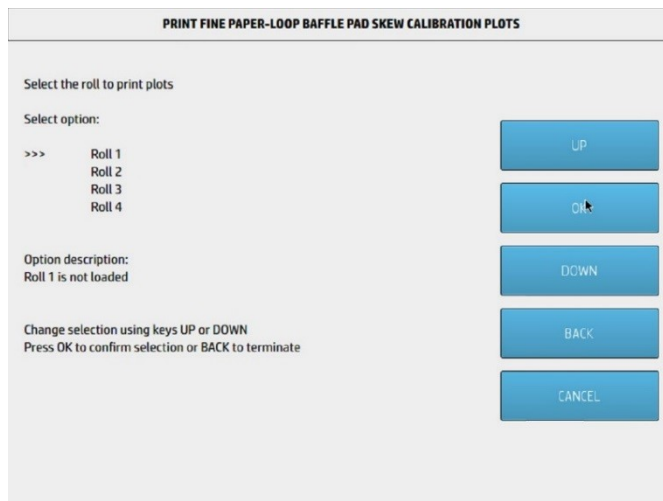 PRINT FINE PAPER-LOOP BAFFLE PAD SKEW CALIBRATION PLOTS
Select the roll to print plots
Select option:
>>> Roll 1
Roll 2
Roll 3
Roll 4
Option description:
Roll 1 is not loaded
Change selection using keys UP or DOWN
Press OK to confirm selection or BACK to terminate
UP
OK
DOWN
BACK
CANCEL